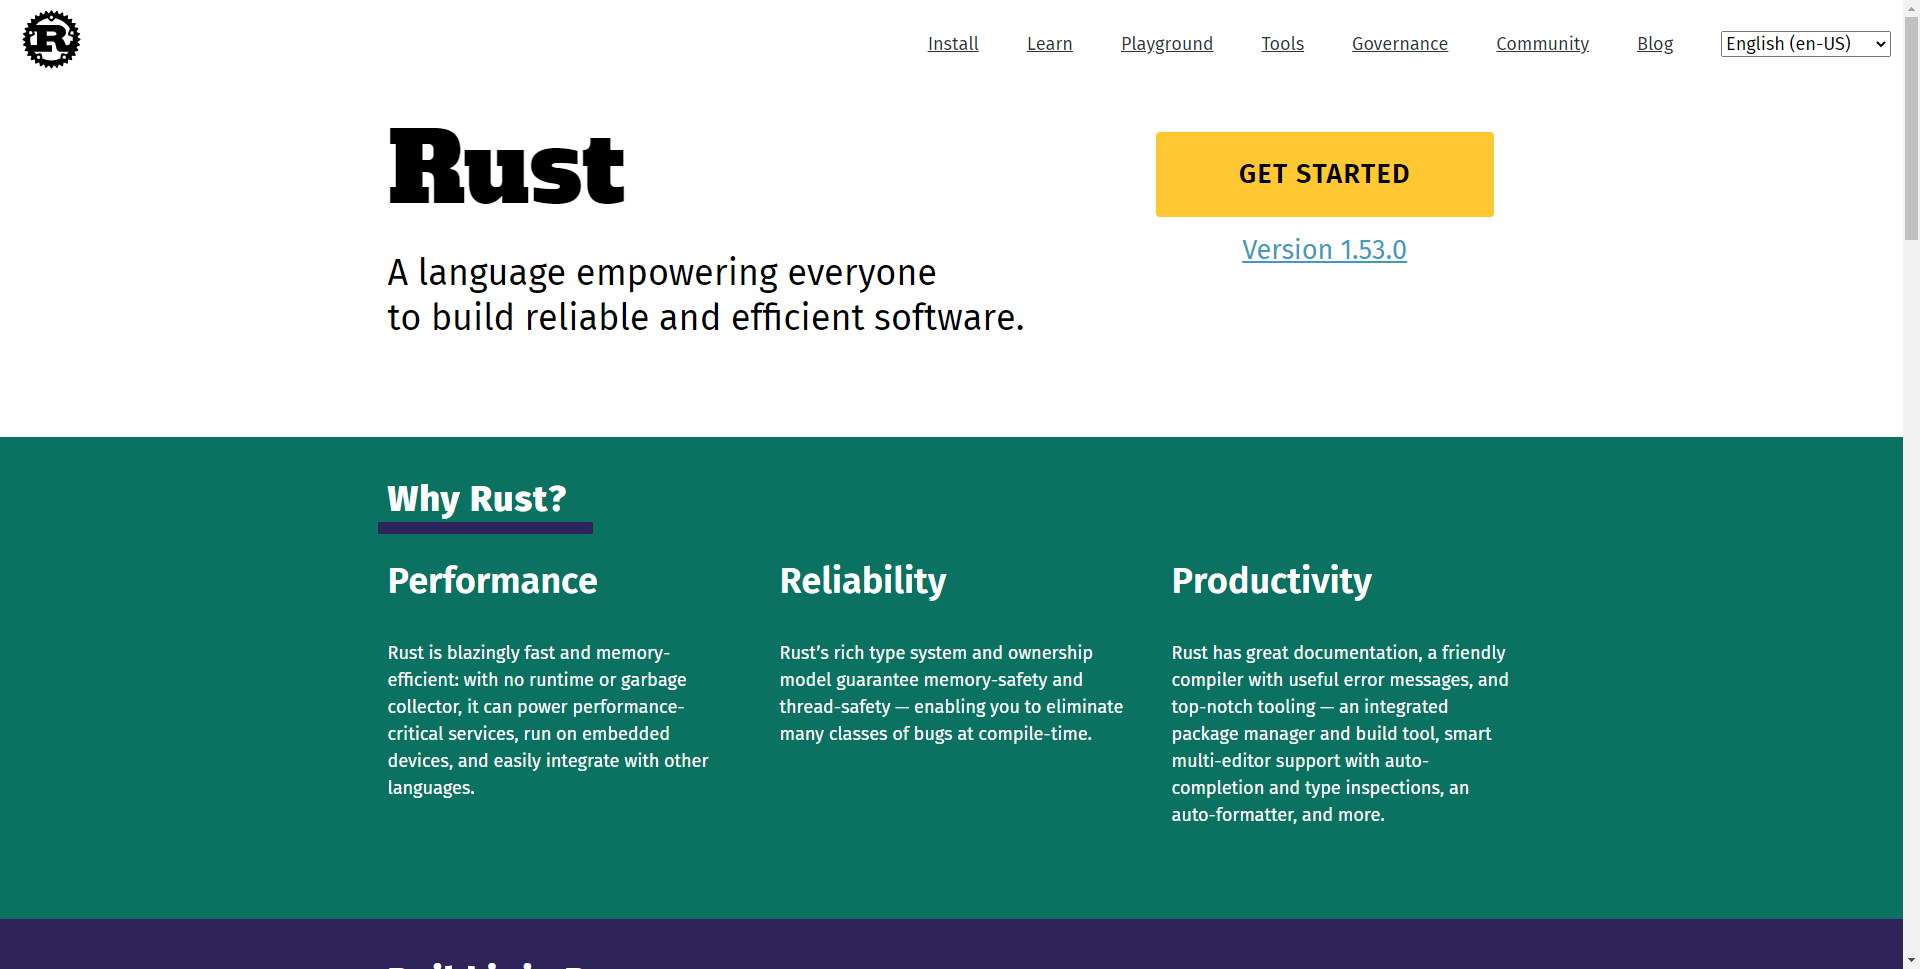 R
Install Learn Playground Tools Governance Community Blog English (en-US)
Rust
GET STARTED
Version 1.53.0
A language empowering everyone
to build reliable and efficient software.
Why Rust?
Performance
Rust is blazingly fast and memory-
efficient: with no runtime or garbage
collector, it can power performance-
critical services, run on embedded
devices, and easily integrate with other
languages.
Reliability
Rust’s rich type system and ownership
model guarantee memory-safety and
thread-safety — enabling you to eliminate
many classes of bugs at compile-time.
Productivity
Rust has great documentation, a friendly
compiler with useful error messages, and
top-notch tooling — an integrated
package manager and build tool, smart
multi-editor support with auto-
completion and type inspections, an
auto-formatter, and more.